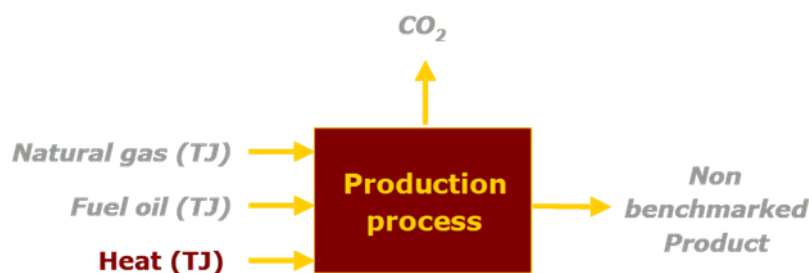 CO₂
Natural gas (TJ)
Fuel oil (TJ)
Heat (TJ)
Production
process
Non
benchmarked
Product